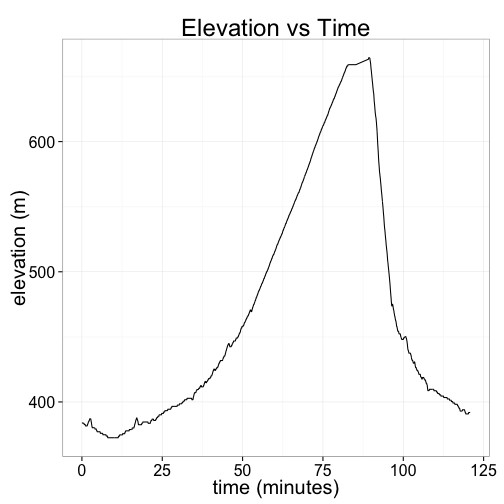 Elevation vs Time
elevation (m)
600
500
400
0 25 50 75 100 125
time (minutes)